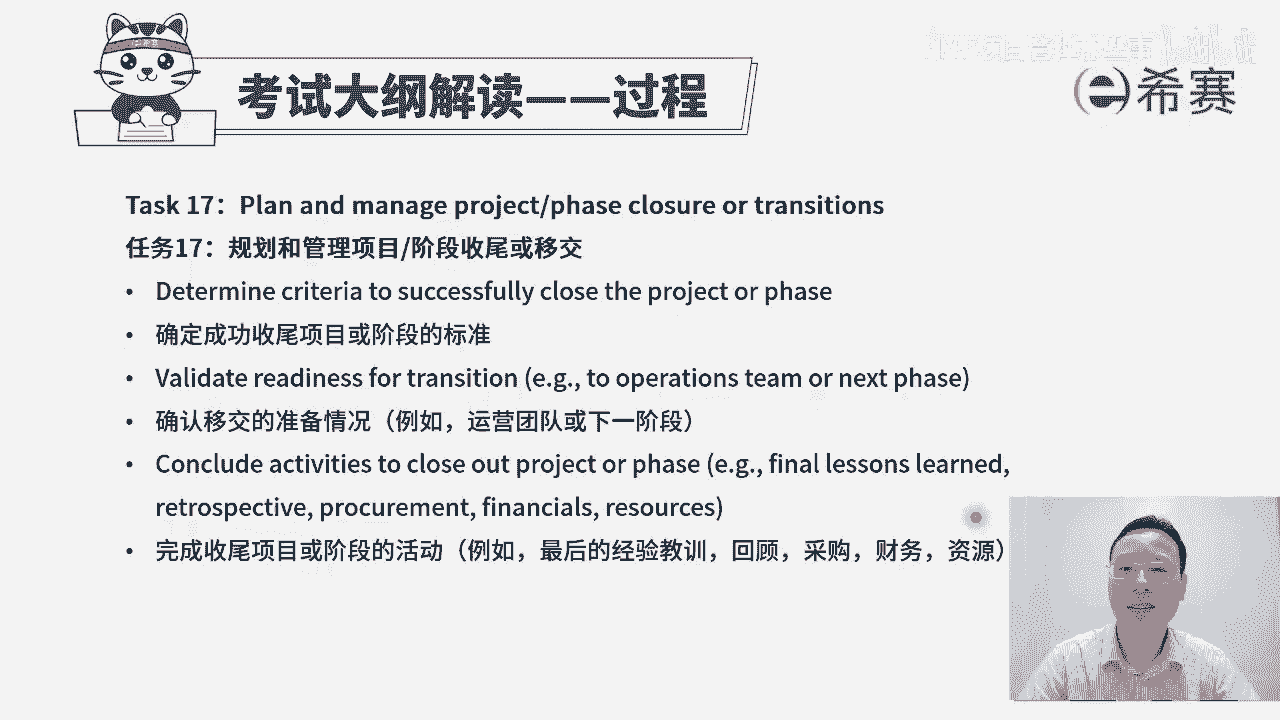 考试大纲解读——过程
希赛
Task 17：Plan and manage project/phase closure or transitions
任务17：规划和管理项目/阶段收尾或移交
• Determine criteria to successfully close the project or phase
• 确定成功收尾项目或阶段的标准
• Validate readiness for transition (e.g., to operations team or next phase)
• 确认移交的准备情况（例如，运营团队或下一阶段）
• Conclude activities to close out project or phase (e.g., final lessons learned,
retrospective, procurement, financials, resources)
• 完成收尾项目或阶段的活动（例如，最后的经验教训，回顾，采购，财务，资源）